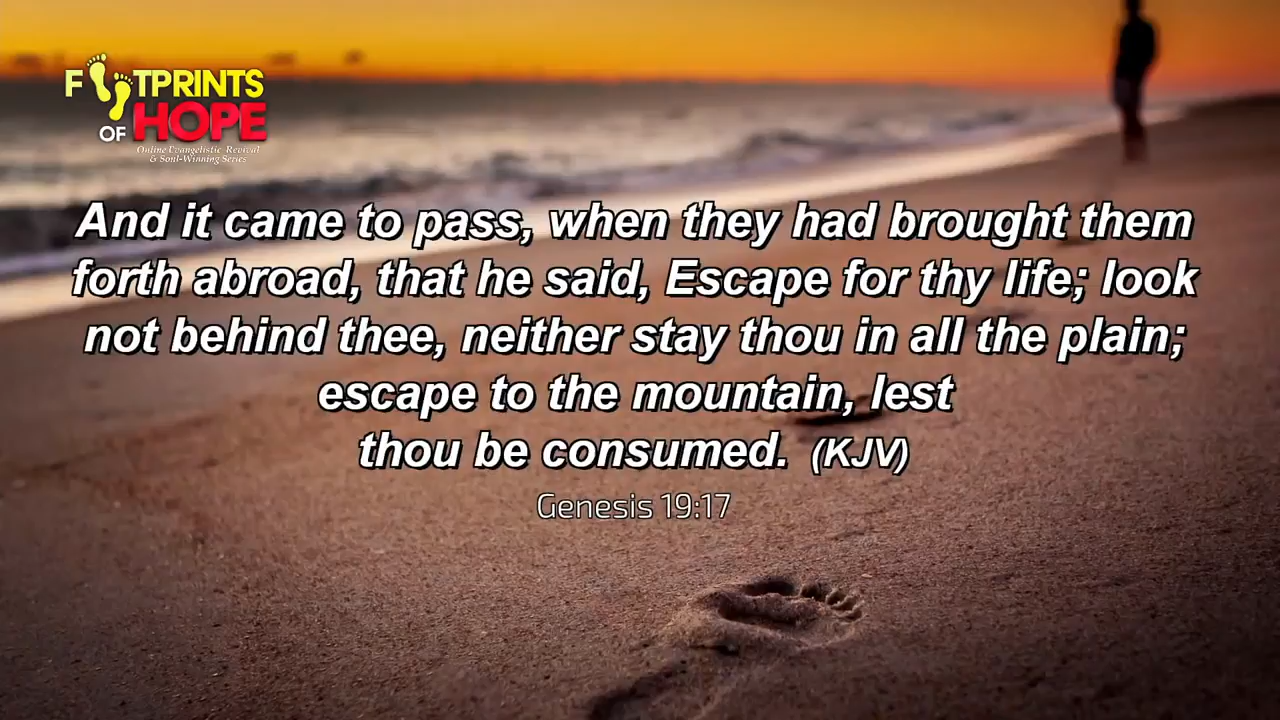 FOOTPRINTS
OF HOPE
Online Evangelistic Revival
& Soul-Winning Series
And it came to pass, when they had brought them
forth abroad, that he said, Escape for thy life; look
not behind thee, neither stay thou in all the plain;
escape to the mountain, lest
thou be consumed. (KJV)
Genesis 19:17